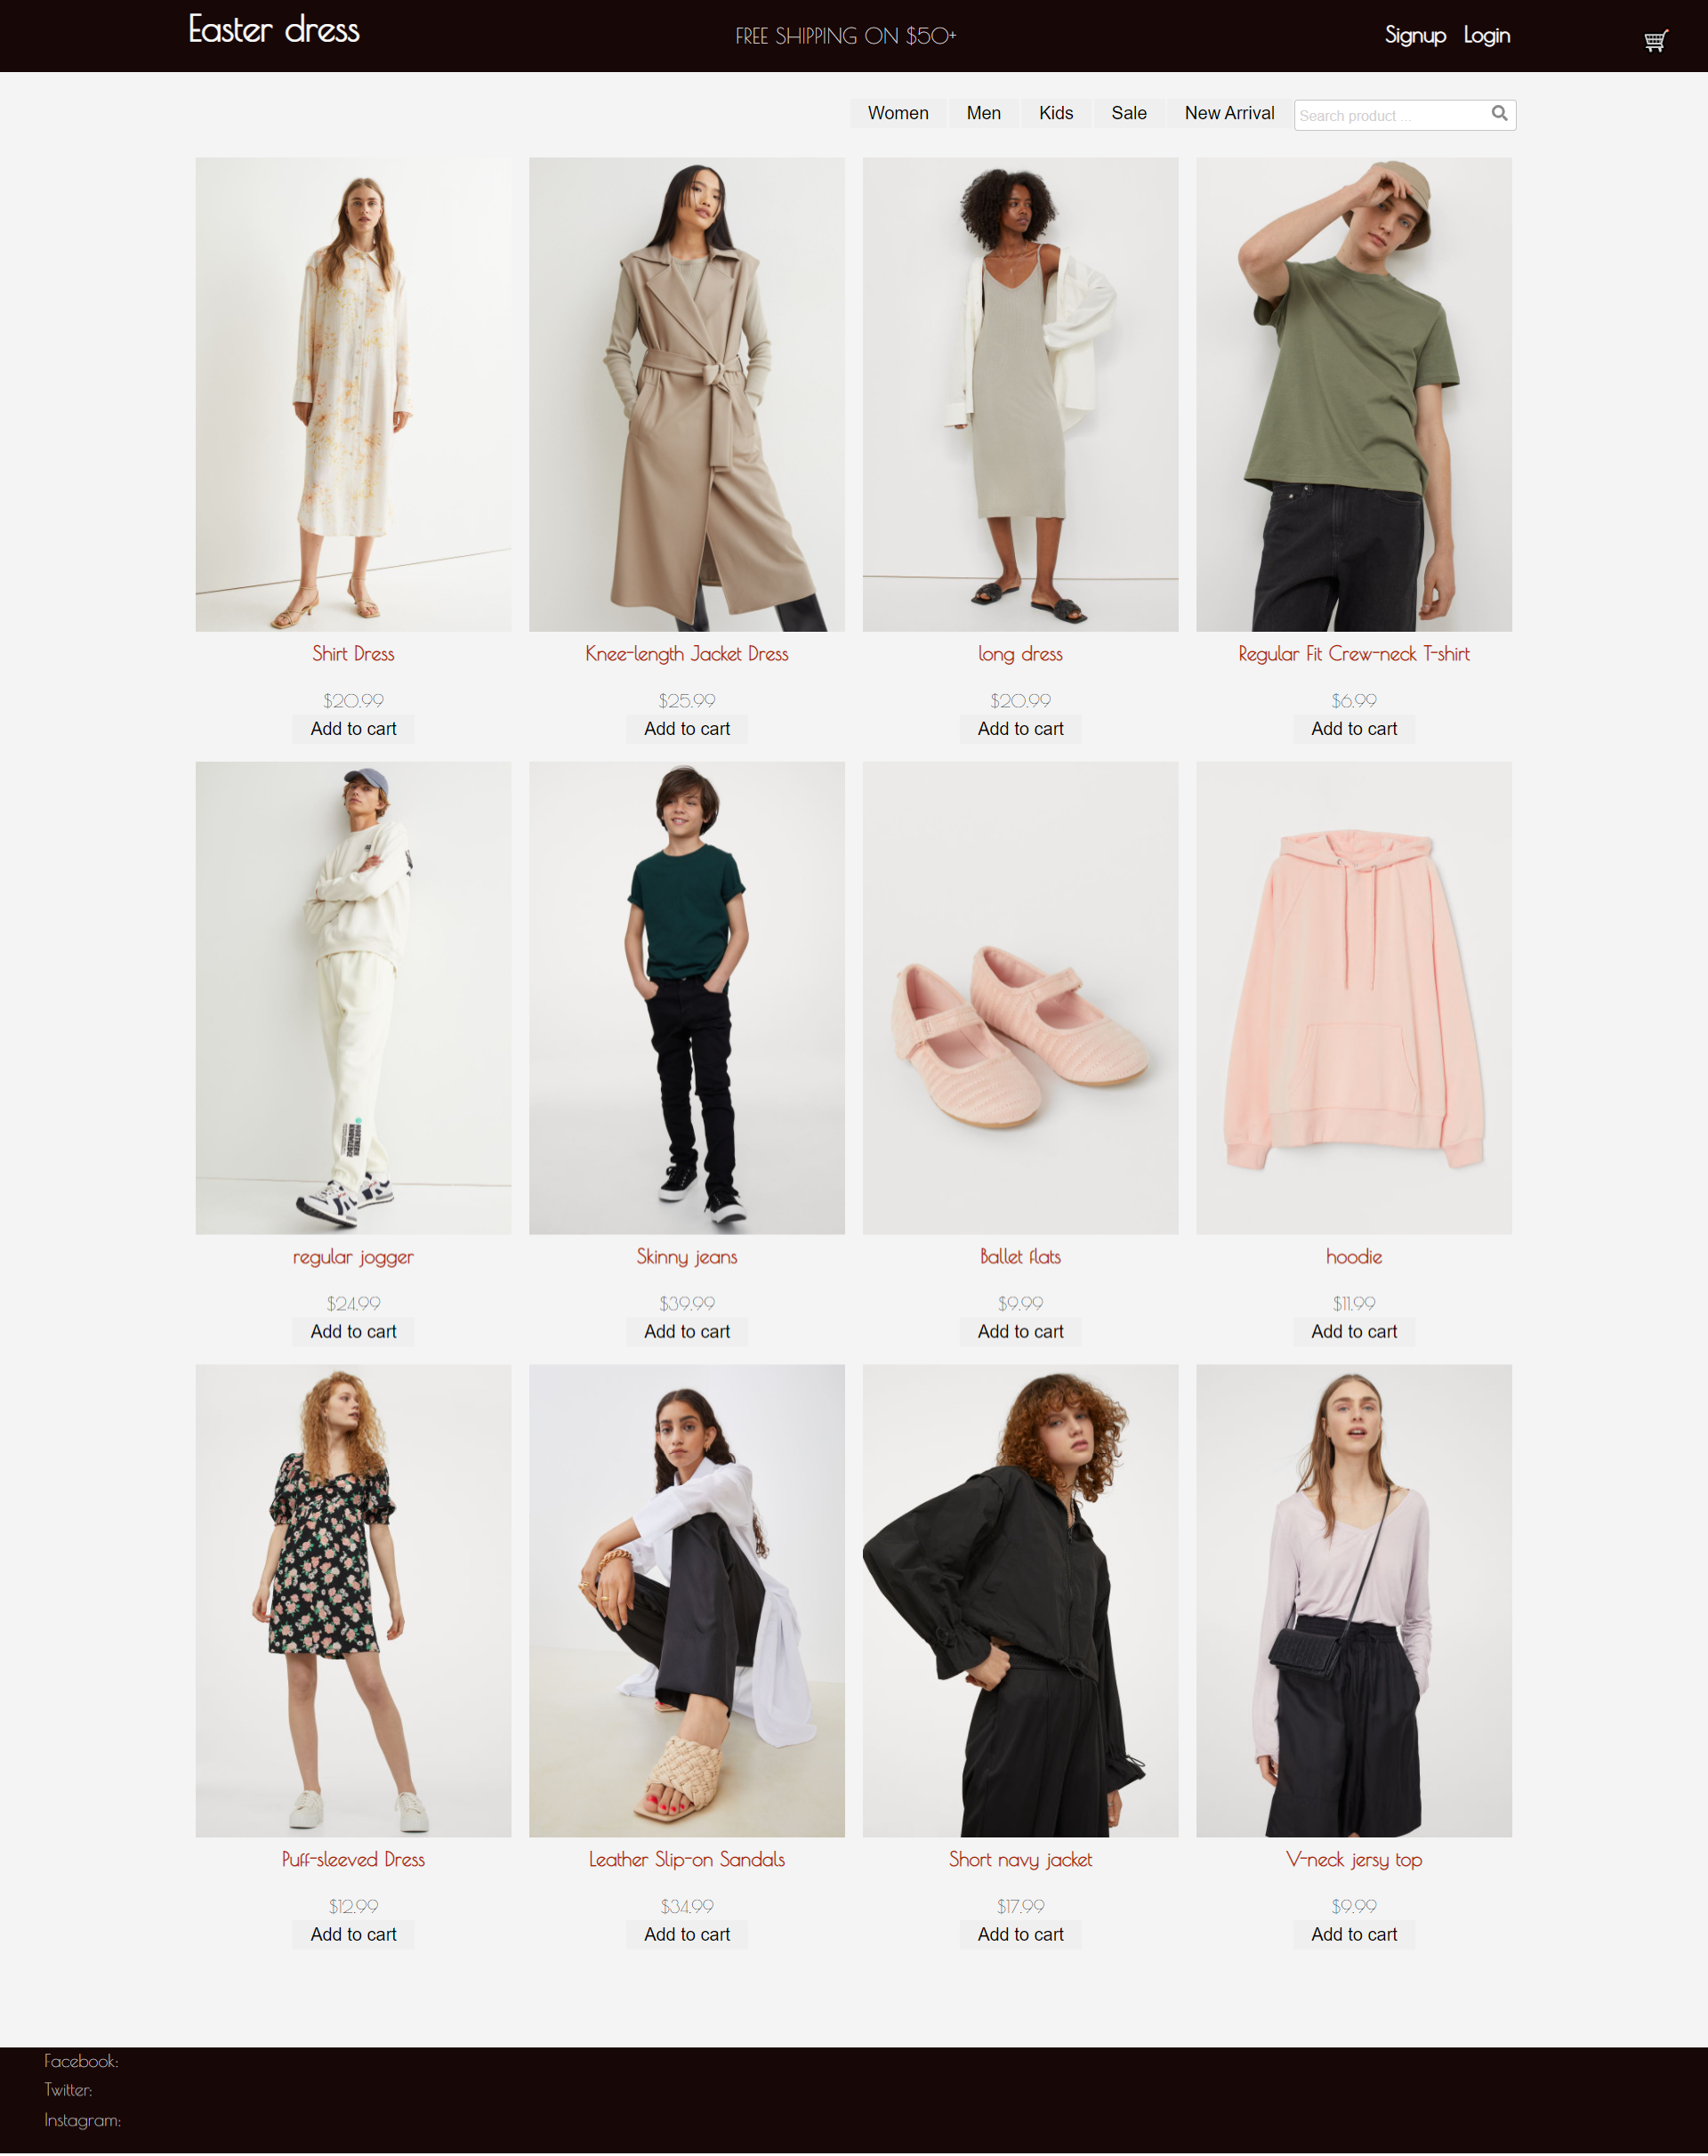 Easter dress
FREE SHIPPING ON $50+
Signup Login
Women Men Kids Sale New Arrival Search product ...
Shirt Dress Knee-length Jacket Dress long dress Regular Fit Crew-neck T-shirt
$20.99 $25.99 $20.99 $6.99
Add to cart Add to cart Add to cart Add to cart
regular jogger Skinny jeans Ballet flats hoodie
$24.99 $39.99 $9.99 $11.99
Add to cart Add to cart Add to cart Add to cart
Puff-sleeved Dress Leather Slip-on Sandals Short navy jacket V-neck jersy top
$12.99 $34.99 $17.99 $9.99
Add to cart Add to cart Add to cart Add to cart
Facebook:
Twitter:
Instagram: